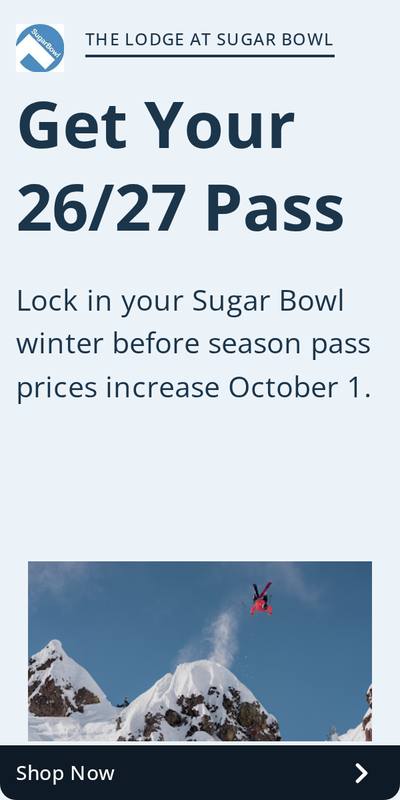 SugarBowl
THE LODGE AT SUGAR BOWL
Get Your
26/27 Pass
Lock in your Sugar Bowl
winter before season pass
prices increase October 1.
Shop Now